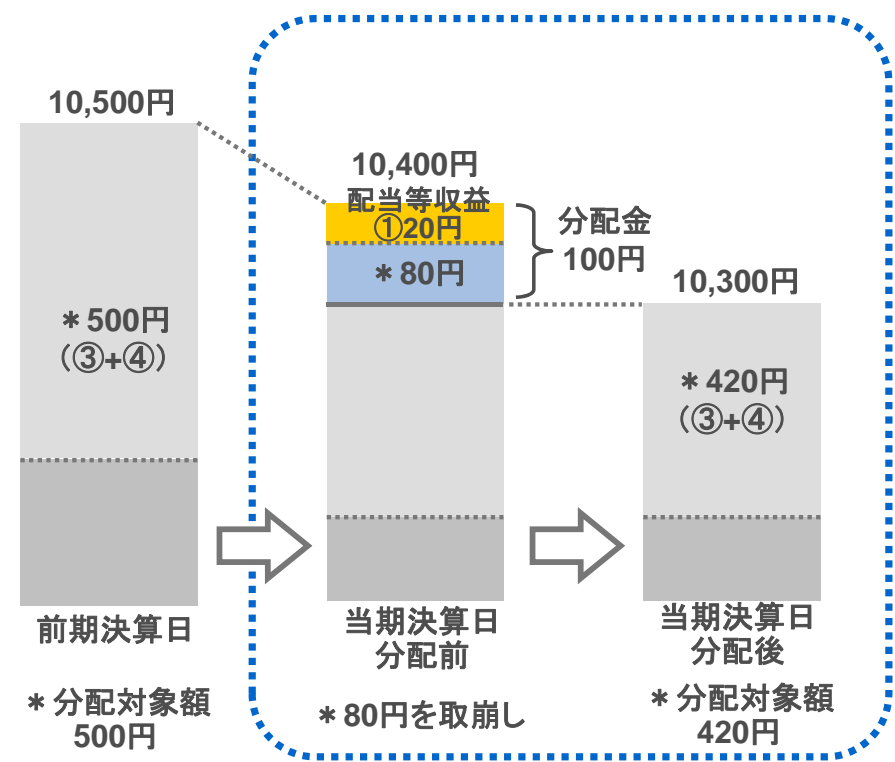 10,500円
＊500円
（③+④）
前期決算日
＊分配対象額
500円
10,400円
配当等収益
①20円
＊80円
分配金
100円
当期決算日
分配前
＊80円を取崩し
10,300円
＊420円
（③+④）
当期決算日
分配後
＊分配対象額
420円